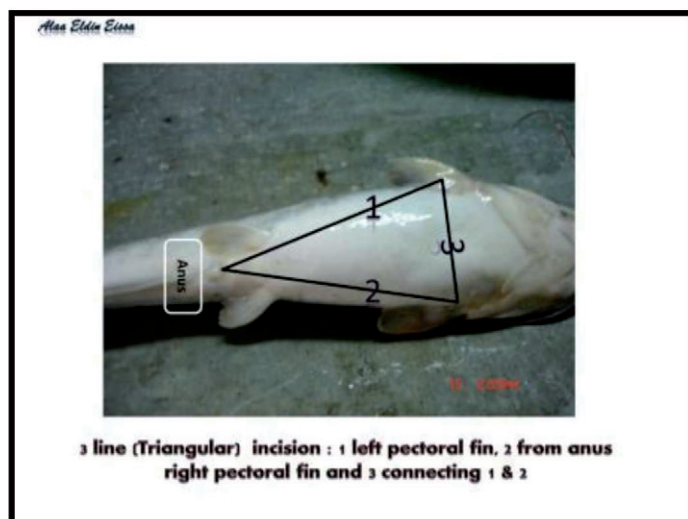 Alaa Eldin Eissa
1
3
2
Anus
3 line (Triangular) incision : 1 left pectoral fin, 2 from anus
right pectoral fin and 3 connecting 1 & 2